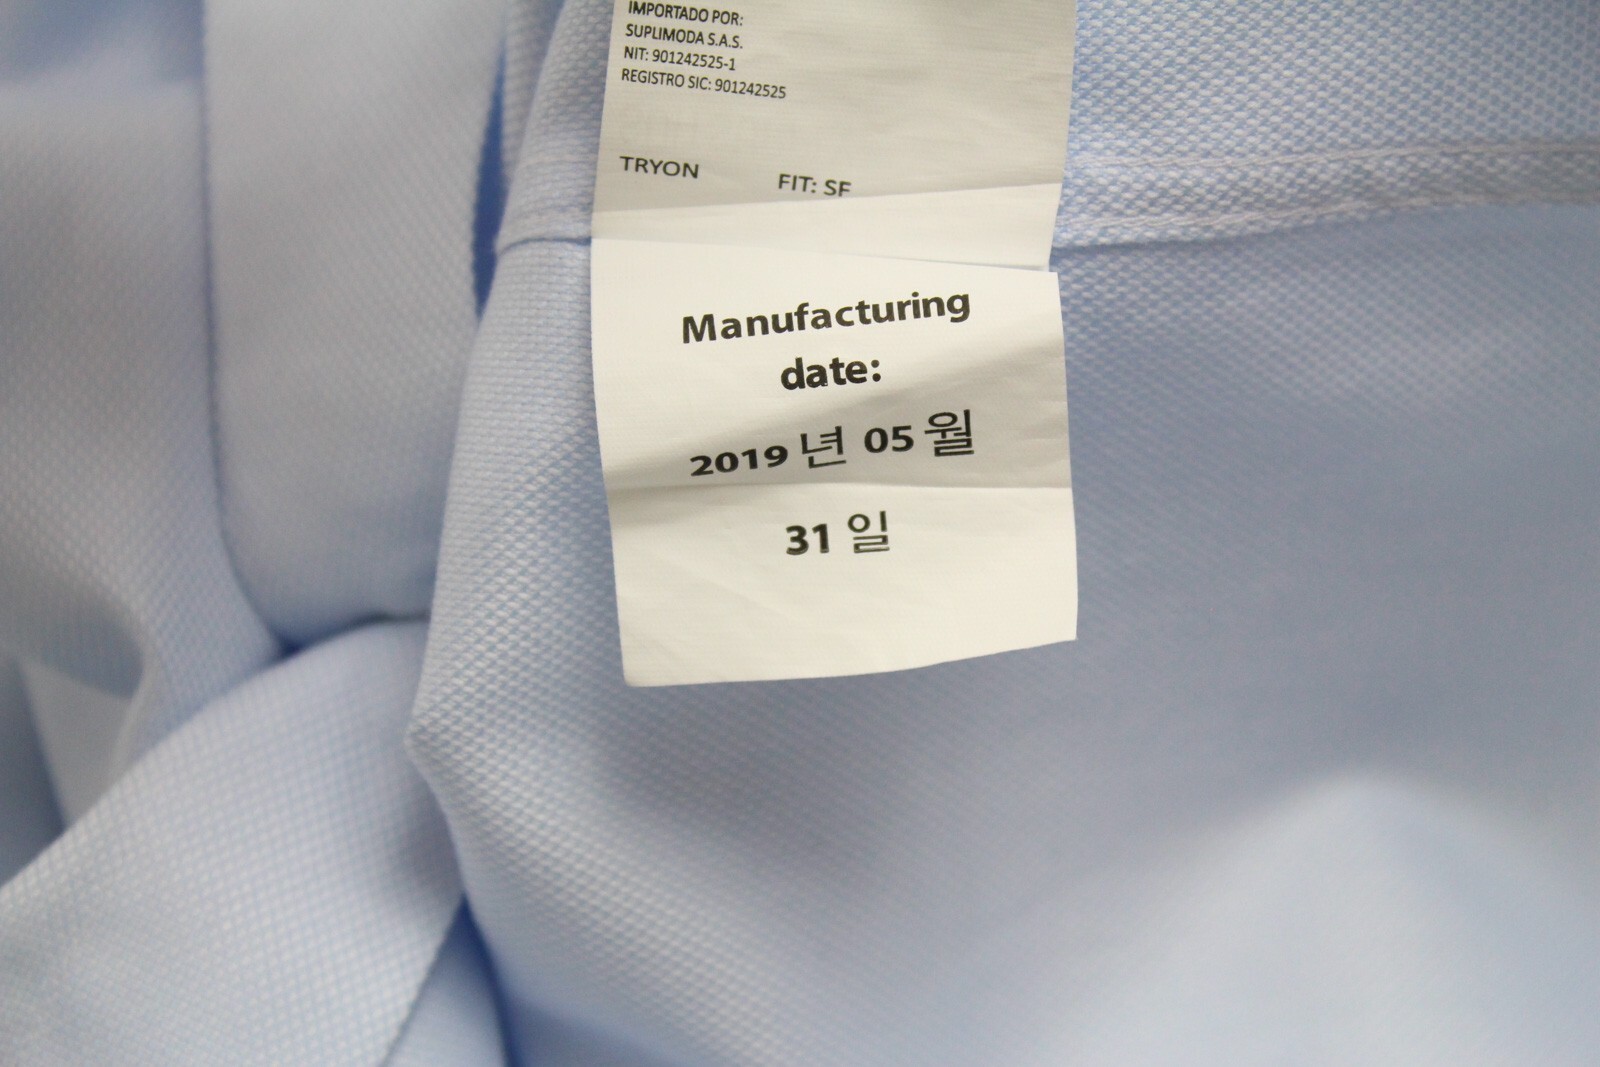 IMPORTADO POR:
SUPLIMODA S.A.S.
NIT: 901242525-1
REGISTRO SIC: 901242525
TRYON FIT: SF
Manufacturing
date:
2019 년 05 월
31 일